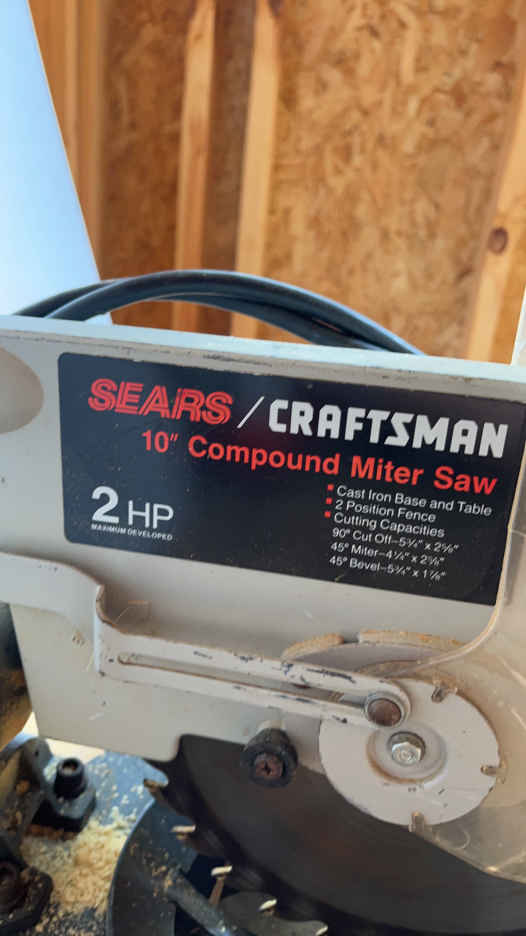 SEARS / CRAFTSMAN
10" Compound Miter Saw
2 HP
MAXIMUM DEVELOPED
▪ Cast Iron Base and Table
▪ 2 Position Fence
▪ Cutting Capacities
90° Cut Off–5¾" x 2⅝"
45° Miter–4¼" x 2⅝"
45° Bevel–5¾" x 1⅞"